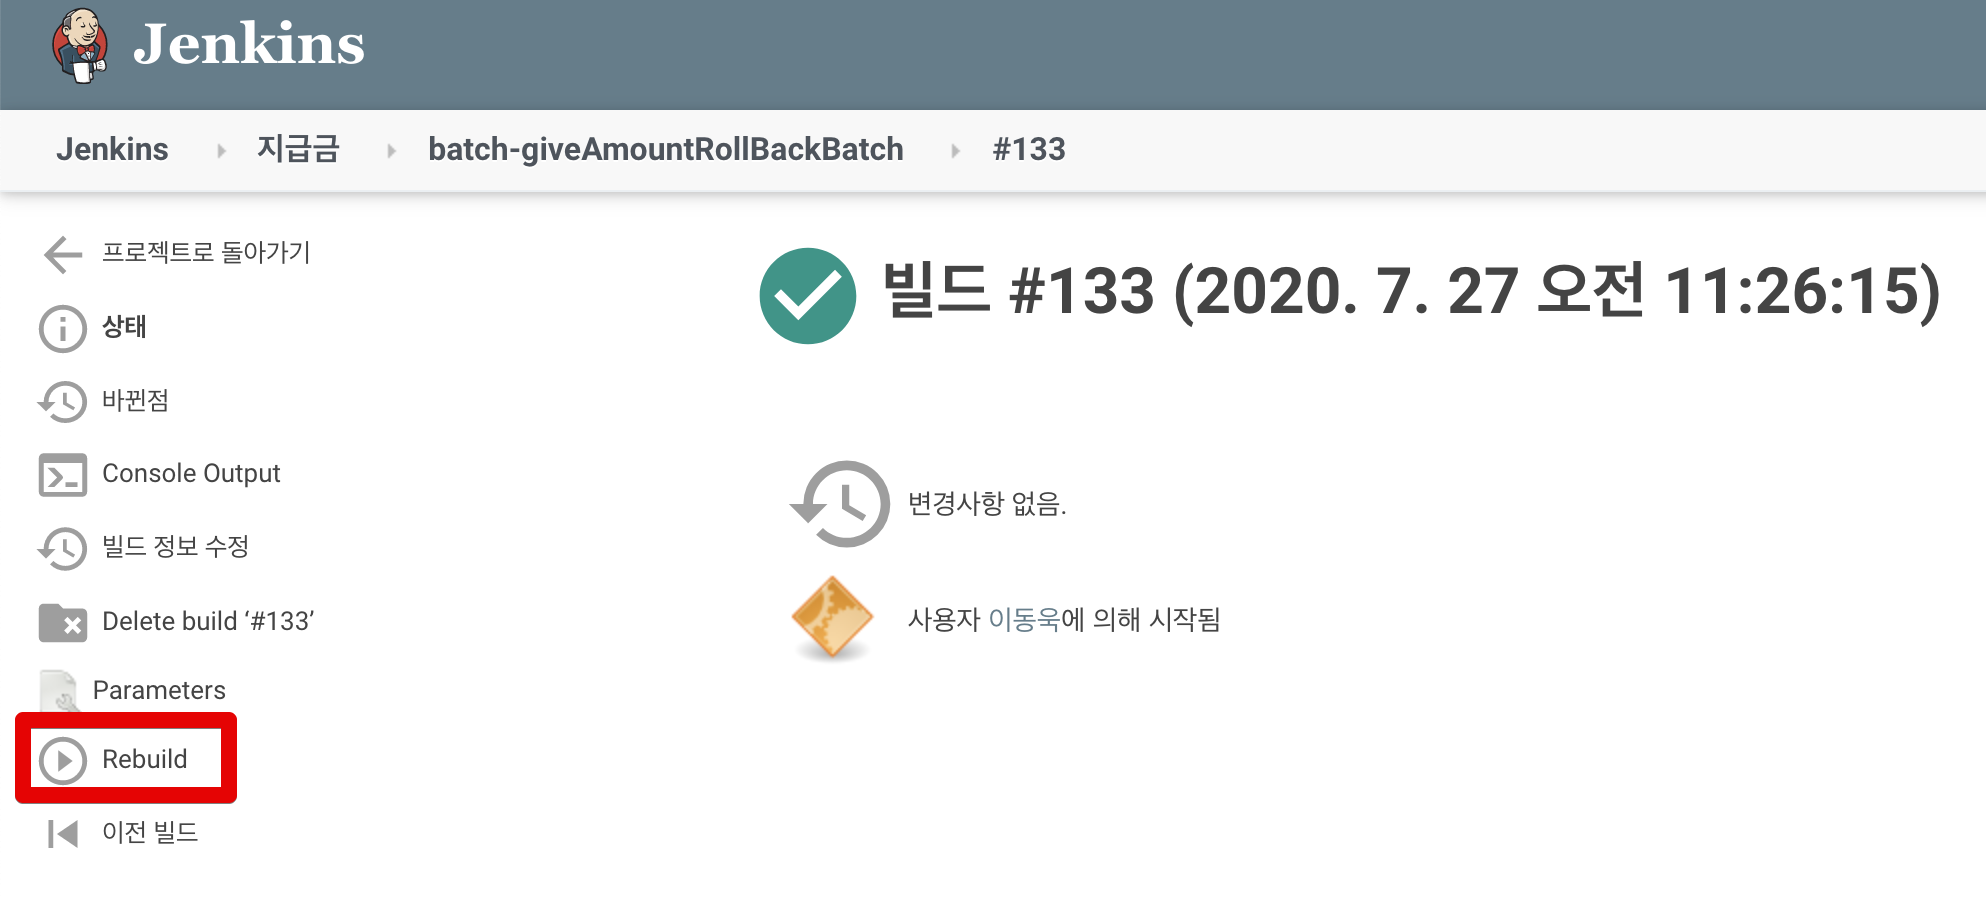 Jenkins
Jenkins 지급금 batch-giveAmountRollBackBatch #133
프로젝트로 돌아가기
상태
바뀐점
Console Output
빌드 정보 수정
Delete build ‘#133’
Parameters
Rebuild
이전 빌드
빌드 #133 (2020. 7. 27 오전 11:26:15)
변경사항 없음.
사용자 이동욱에 의해 시작됨